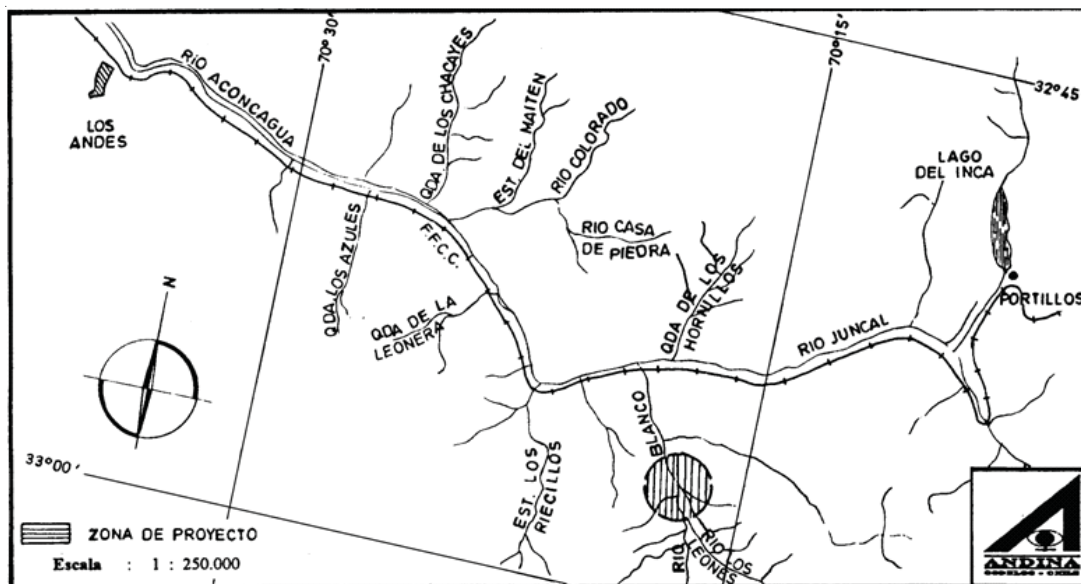 70° 30'
70° 15'
32° 45'
RIO ACONCAGUA
LOS
ANDES
QDA DE LOS CHACAYES
EST. DEL MAITEN
RIO COLORADO
LAGO
DEL INCA
QDA LOS AZULES
F.F.C.C.
RIO CASA
DE PIEDRA
QDA DE LOS
HORNILLOS
PORTILLOS
QDA DE LA
LEONERA
RIO JUNCAL
N
33°00'
BLANCO
EST. LOS
RIECILLOS
RIO
RIO LOS
LEONES
ZONA DE PROYECTO
Escala : 1 : 250.000
ANDINA
CODELCO - CHILE